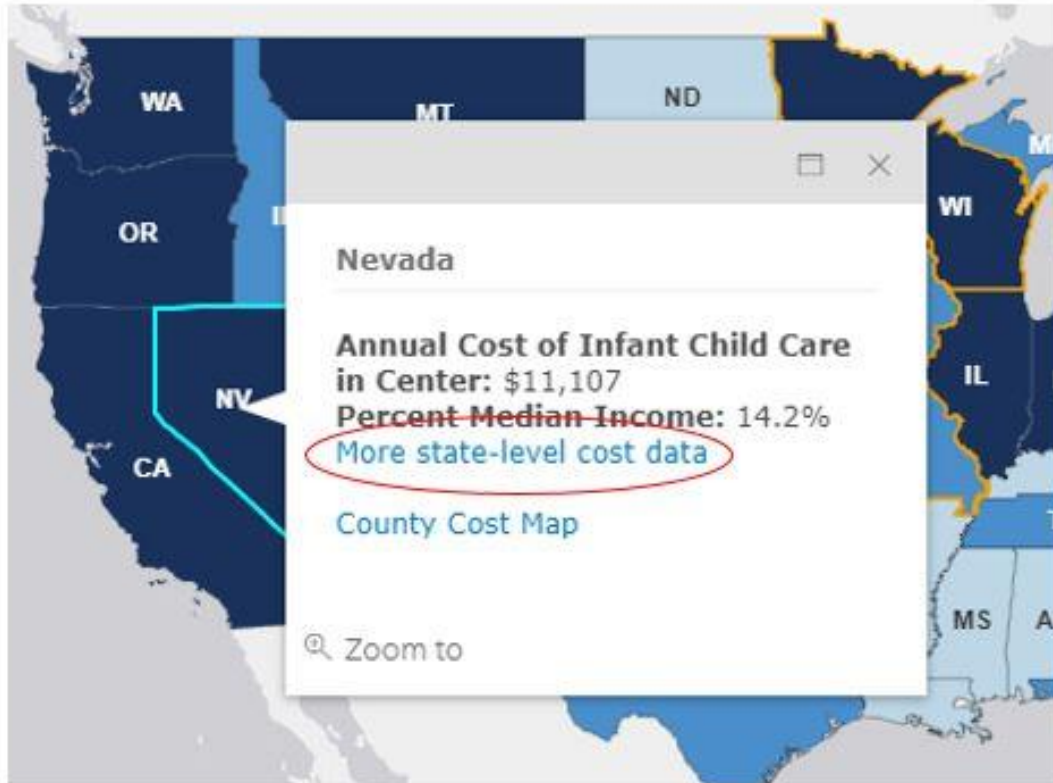 WA
MT
ND
OR
WI
NV
CA
IL
MS
Nevada
Annual Cost of Infant Child Care
in Center: $11,107
Percent Median Income: 14.2%
More state-level cost data
County Cost Map
Zoom to